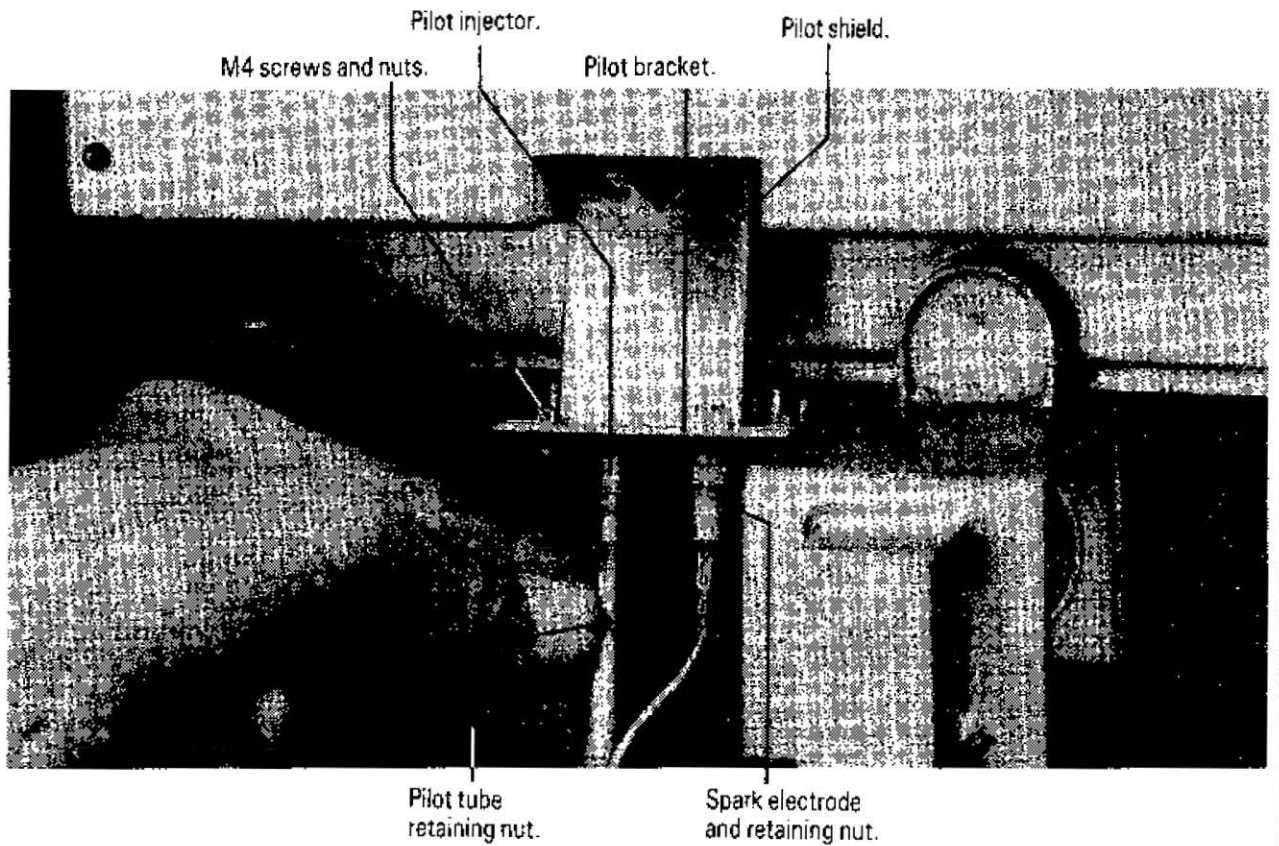 Pilot injector.
Pilot shield.
M4 screws and nuts.
Pilot bracket.
Pilot tube
retaining nut.
Spark electrode
and retaining nut.